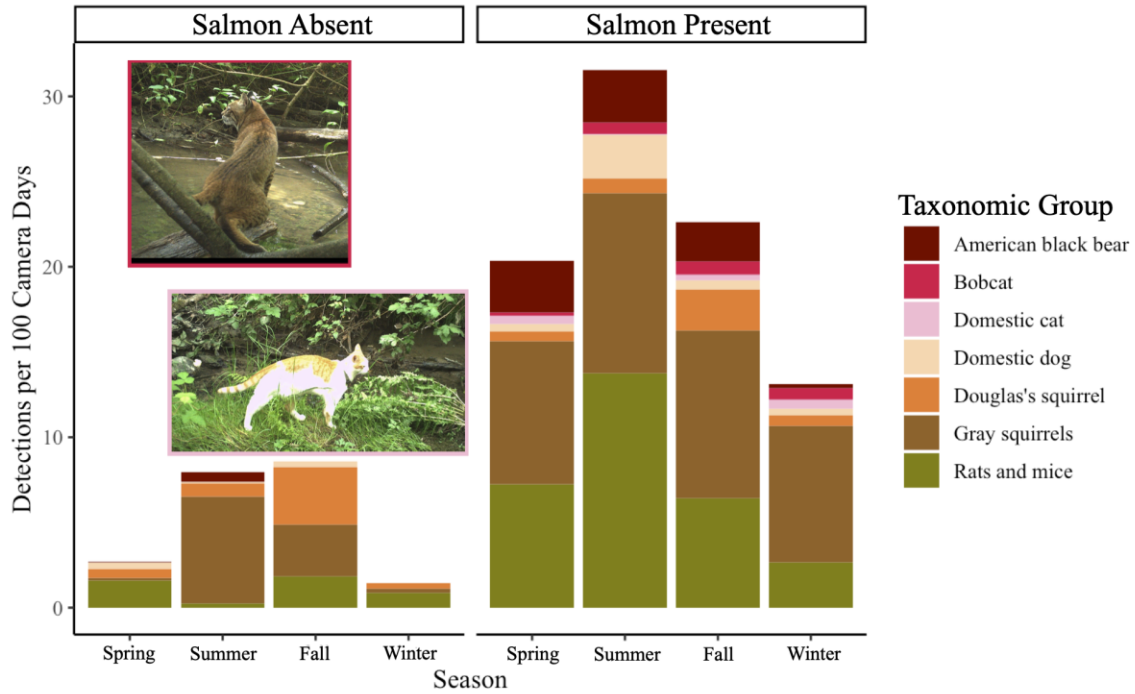 Salmon Absent
Salmon Present
Detections per 100 Camera Days
30
20
10
0
Spring
Summer
Fall
Winter
Spring
Summer
Fall
Winter
Season
Taxonomic Group
American black bear
Bobcat
Domestic cat
Domestic dog
Douglas's squirrel
Gray squirrels
Rats and mice